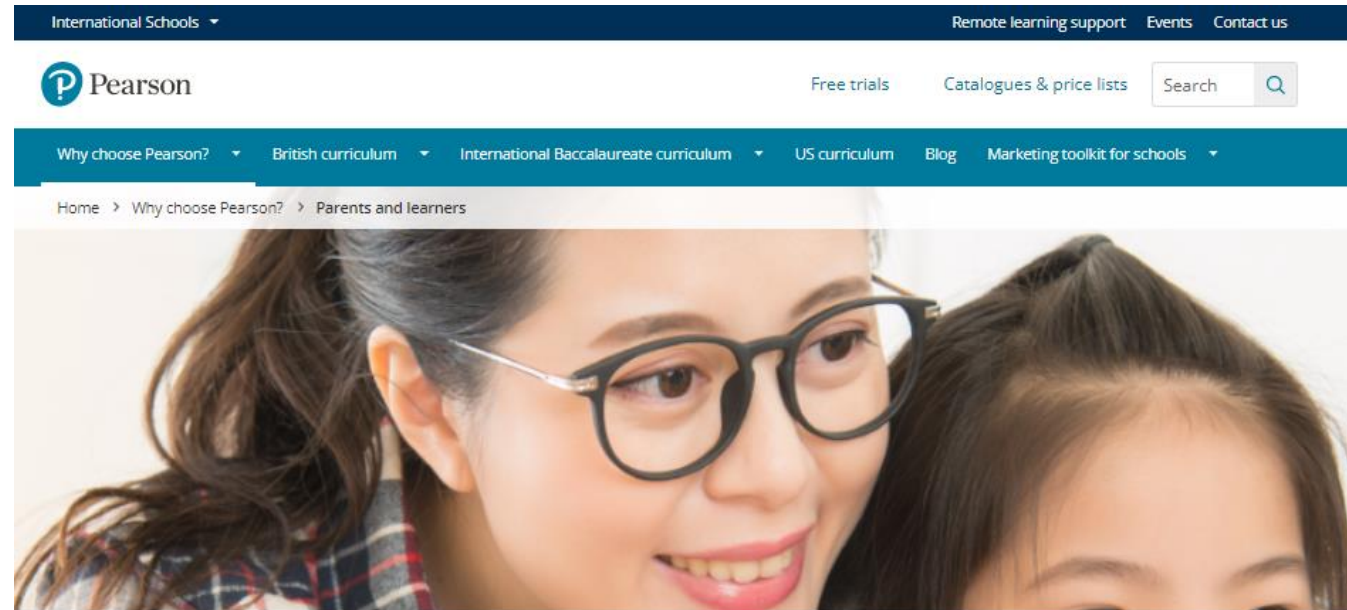 International Schools
Remote learning support Events Contact us
Pearson
Free trials Catalogues & price lists Search
Why choose Pearson? British curriculum International Baccalaureate curriculum US curriculum Blog Marketing toolkit for schools
Home > Why choose Pearson? > Parents and learners